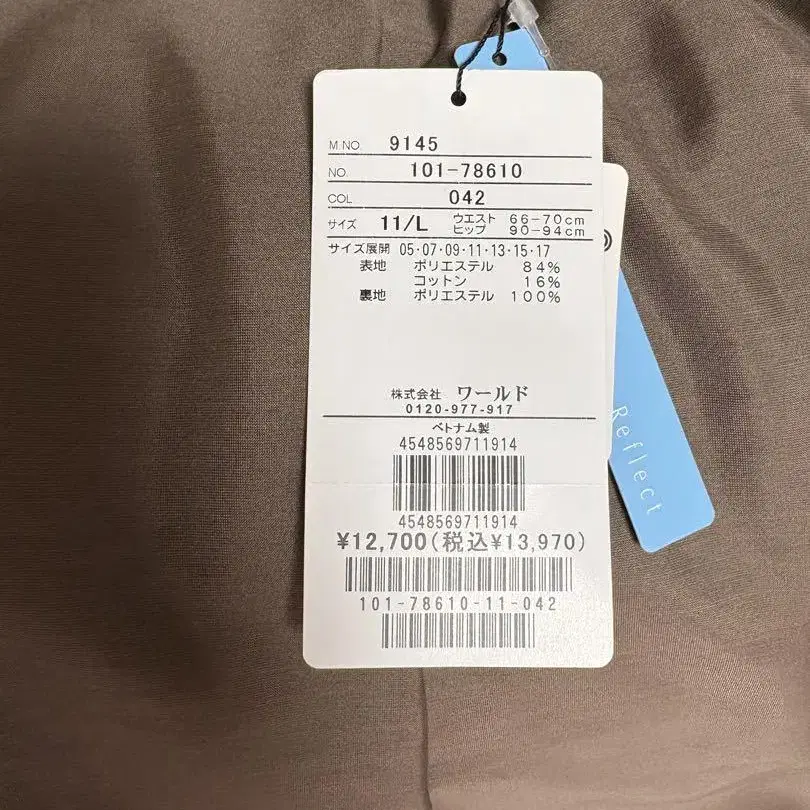 M NO. 9145
NO. 101-78610
COL 042
サイズ 11/L ウエスト 66-70cm
ヒップ 90-94cm
サイズ展開 05・07・09・11・13・15・17
表地 ポリエステル 84%
コットン 16%
裏地 ポリエステル 100%
株式会社 ワールド
0120-977-917
ベトナム製
4548569711914
4548569711914
¥12,700(税込¥13,970)
101-78610-11-042
Reflect